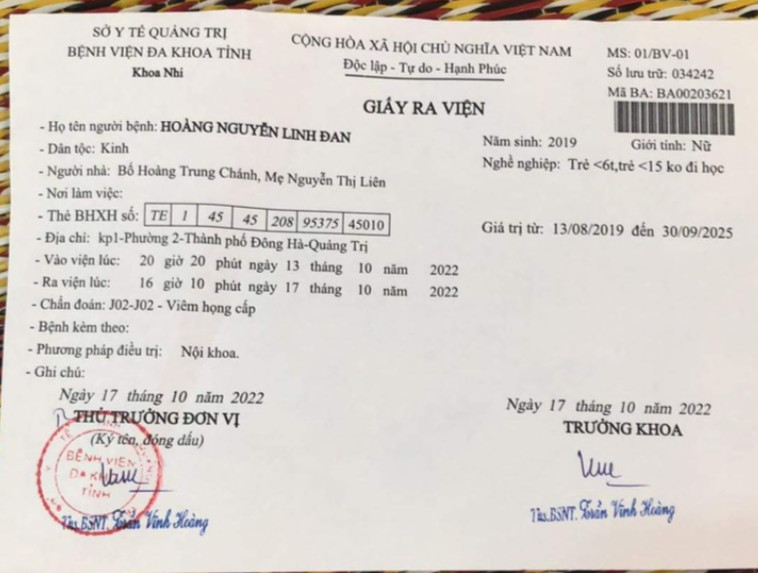 SỞ Y TẾ QUẢNG TRỊ
BỆNH VIỆN ĐA KHOA TỈNH
Khoa Nhi
CỘNG HÒA XÃ HỘI CHỦ NGHĨA VIỆT NAM
Độc lập - Tự do - Hạnh Phúc
MS: 01/BV-01
Số lưu trữ: 034242
Mã BA: BA00203621
GIẤY RA VIỆN
- Họ tên người bệnh: HOÀNG NGUYỄN LINH ĐAN
Năm sinh: 2019 Giới tính: Nữ
- Dân tộc: Kinh
Nghề nghiệp: Trẻ <6t,trẻ <15 ko đi học
- Người nhà: Bố Hoàng Trung Chánh, Mẹ Nguyễn Thị Liên
- Nơi làm việc:
- Thẻ BHXH số: TE 1 45 45 208 95375 45010
Giá trị từ: 13/08/2019 đến 30/09/2025
- Địa chỉ: kp1-Phường 2-Thành phố Đông Hà-Quảng Trị
- Vào viện lúc: 20 giờ 20 phút ngày 13 tháng 10 năm 2022
- Ra viện lúc: 16 giờ 10 phút ngày 17 tháng 10 năm 2022
- Chẩn đoán: J02-J02 - Viêm họng cấp
- Bệnh kèm theo:
- Phương pháp điều trị: Nội khoa.
- Ghi chú:
Ngày 17 tháng 10 năm 2022
THỦ TRƯỞNG ĐƠN VỊ
(Ký tên, đóng dấu)
BỆNH VIỆN
ĐA KHOA
TỈNH
Ths.BSNT. Trần Vinh Hoàng
Ngày 17 tháng 10 năm 2022
TRƯỞNG KHOA
Ths.BSNT. Trần Vinh Hoàng